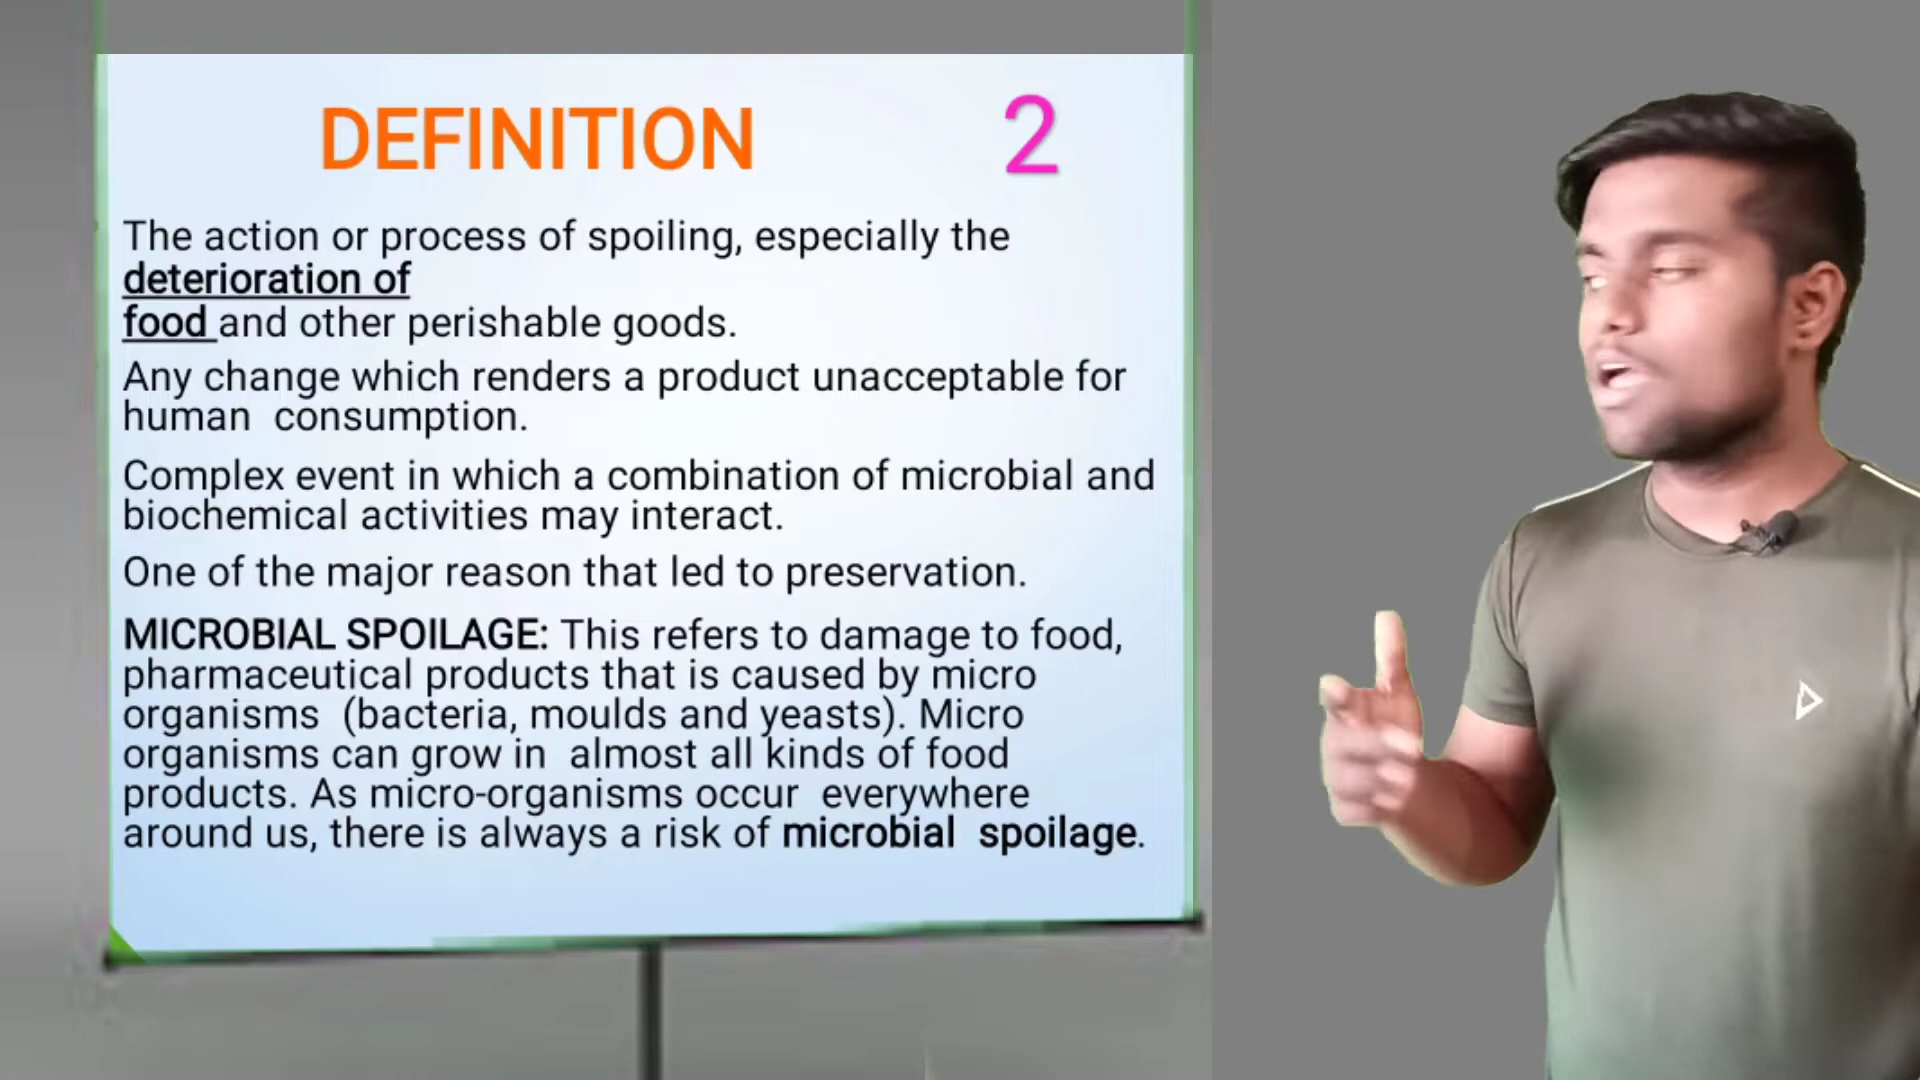 DEFINITION 2
The action or process of spoiling, especially the
deterioration of
food and other perishable goods.
Any change which renders a product unacceptable for
human consumption.
Complex event in which a combination of microbial and
biochemical activities may interact.
One of the major reason that led to preservation.
MICROBIAL SPOILAGE: This refers to damage to food,
pharmaceutical products that is caused by micro
organisms (bacteria, moulds and yeasts). Micro
organisms can grow in almost all kinds of food
products. As micro-organisms occur everywhere
around us, there is always a risk of microbial spoilage.